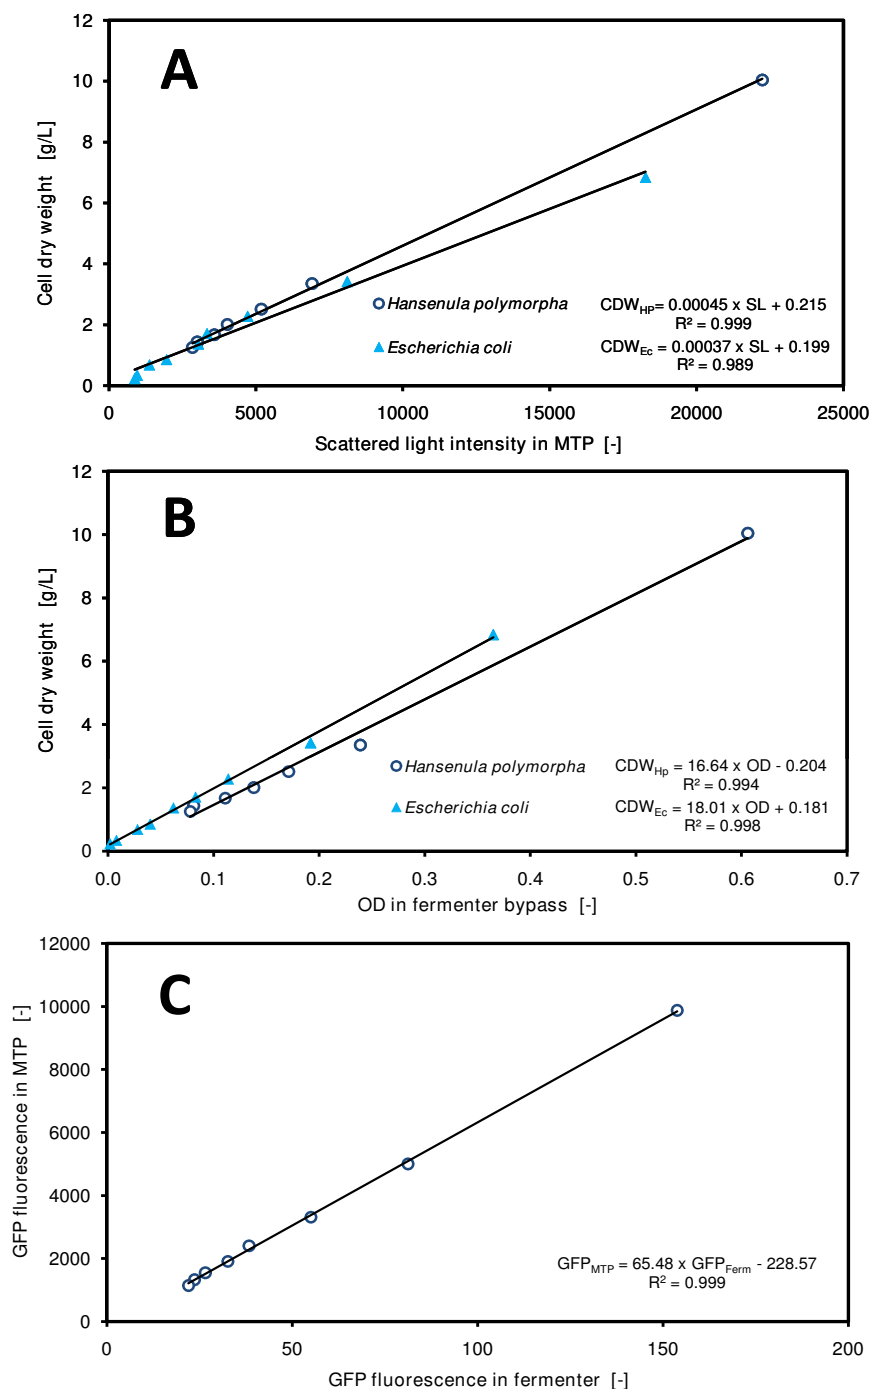 12
10
8
6
4
2
0
Cell dry weight [g/L]
A
Hansenula polymorpha
CDW_HP= 0.00045 x SL + 0.215
R² = 0.999
Escherichia coli
CDW_Ec = 0.00037 x SL + 0.199
R² = 0.989
0 5000 10000 15000 20000 25000
Scattered light intensity in MTP [-]
12
10
8
6
4
2
0
Cell dry weight [g/L]
B
Hansenula polymorpha
CDW_Hp = 16.64 x OD - 0.204
R² = 0.994
Escherichia coli
CDW_Ec = 18.01 x OD + 0.181
R² = 0.998
0.0 0.1 0.2 0.3 0.4 0.5 0.6 0.7
OD in fermenter bypass [-]
12000
10000
8000
6000
4000
2000
0
GFP fluorescence in MTP [-]
C
GFP_MTP = 65.48 x GFP_Ferm - 228.57
R² = 0.999
0 50 100 150 200
GFP fluorescence in fermenter [-]